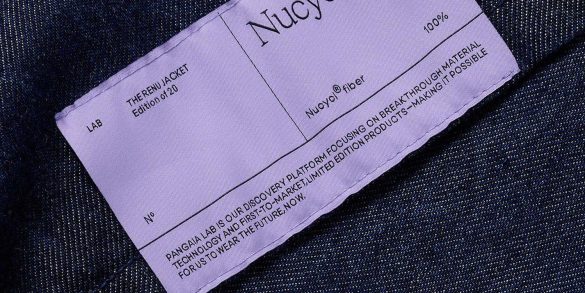 LAB
THE RENU JACKET
Edition of 20
Nº
Nucycl
Nucycl® fiber
100%
PANGAIA LAB IS OUR DISCOVERY PLATFORM FOCUSING ON BREAKTHROUGH MATERIAL
TECHNOLOGY AND FIRST-TO-MARKET, LIMITED EDITION PRODUCTS—MAKING IT POSSIBLE
FOR US TO WEAR THE FUTURE, NOW.